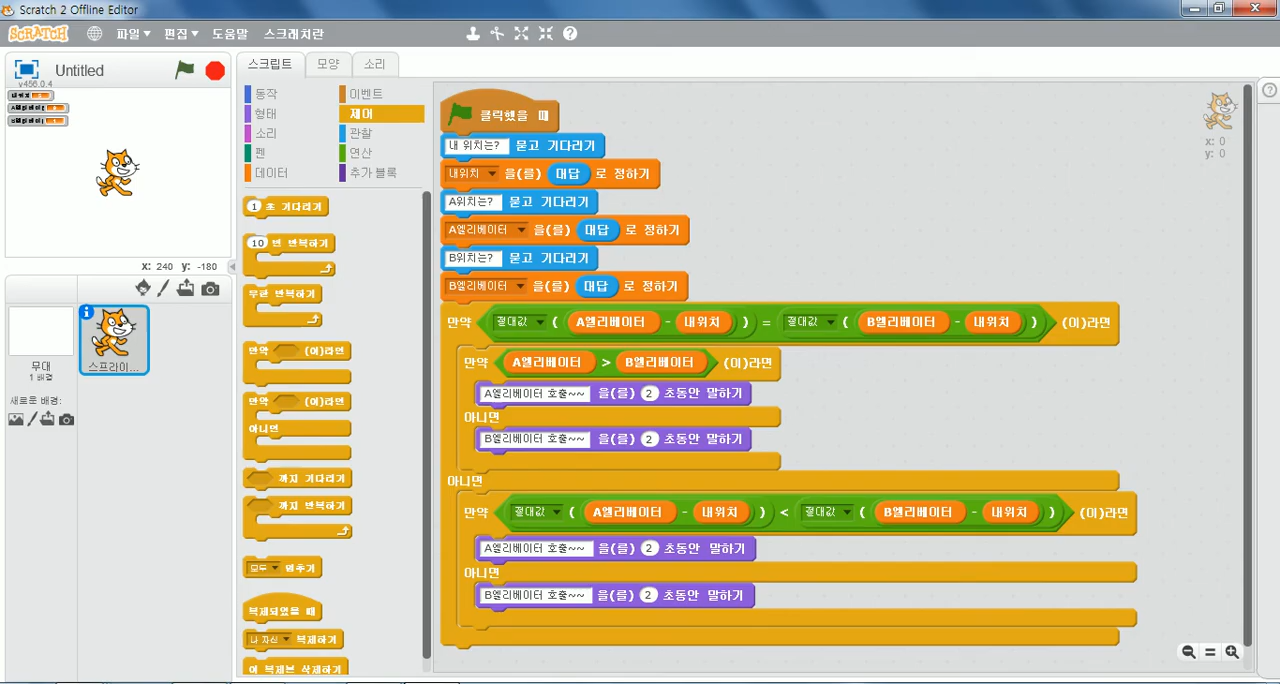 Scratch 2 Offline Editor
SCRATCH 파일 편집 도움말 스크래치란
Untitled
v456.0.4
x: 240 y: -180
무대
1 배경
새로운 배경:
스프라이...
스크립트 모양 소리
동작 이벤트
형태 제어
소리 관찰
펜 연산
데이터 추가 블록
1 초 기다리기
10 번 반복하기
무한 반복하기
만약 (이)라면
만약 (이)라면
아니면
까지 기다리기
까지 반복하기
모두 멈추기
복제되었을 때
나 자신 복제하기
이 복제본 삭제하기
클릭했을 때
내 위치는? 묻고 기다리기
내위치 을(를) 대답 로 정하기
A위치는? 묻고 기다리기
A엘리베이터 을(를) 대답 로 정하기
B위치는? 묻고 기다리기
B엘리베이터 을(를) 대답 로 정하기
만약 절대값 ( A엘리베이터 - 내위치 ) = 절대값 ( B엘리베이터 - 내위치 ) (이)라면
만약 A엘리베이터 > B엘리베이터 (이)라면
A엘리베이터 호출~~ 을(를) 2 초동안 말하기
아니면
B엘리베이터 호출~~ 을(를) 2 초동안 말하기
아니면
만약 절대값 ( A엘리베이터 - 내위치 ) < 절대값 ( B엘리베이터 - 내위치 ) (이)라면
A엘리베이터 호출~~ 을(를) 2 초동안 말하기
아니면
B엘리베이터 호출~~ 을(를) 2 초동안 말하기
x: 0
y: 0